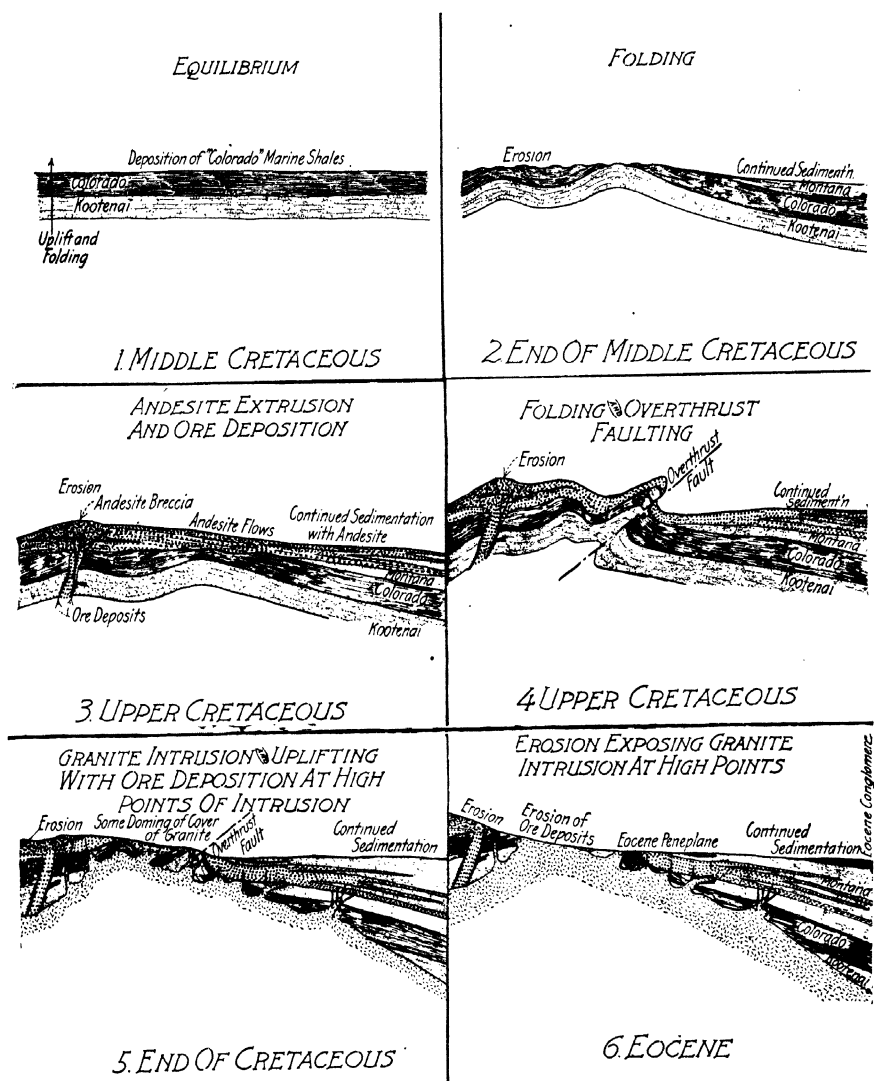 EQUILIBRIUM
Deposition of "Colorado" Marine Shales
Colorado
Kootenai
Uplift and
Folding
1. MIDDLE CRETACEOUS
FOLDING
Erosion
Continued Sediment'n.
Montana
Colorado
Kootenai
2. END OF MIDDLE CRETACEOUS
ANDESITE EXTRUSION
AND ORE DEPOSITION
Erosion
Andesite Breccia
Andesite Flows
Continued Sedimentation
with Andesite
Montana
Colorado
Kootenai
Ore Deposits
3. UPPER CRETACEOUS
FOLDING AND OVERTHRUST
FAULTING
Erosion
Overthrust
Fault
Continued
Sediment'n
Montana
Colorado
Kootenai
4 UPPER CRETACEOUS
GRANITE INTRUSION AND UPLIFTING
WITH ORE DEPOSITION AT HIGH
POINTS OF INTRUSION
Erosion
Some Doming of Cover
of Granite
Overthrust
Fault
Continued
Sedimentation
5. END OF CRETACEOUS
EROSION EXPOSING GRANITE
INTRUSION AT HIGH POINTS
Erosion
Erosion of
Ore Deposits
Eocene Peneplane
Continued
Sedimentation
Eocene Conglomerz
Montana
Colorado
Kootenai
6. EOCENE